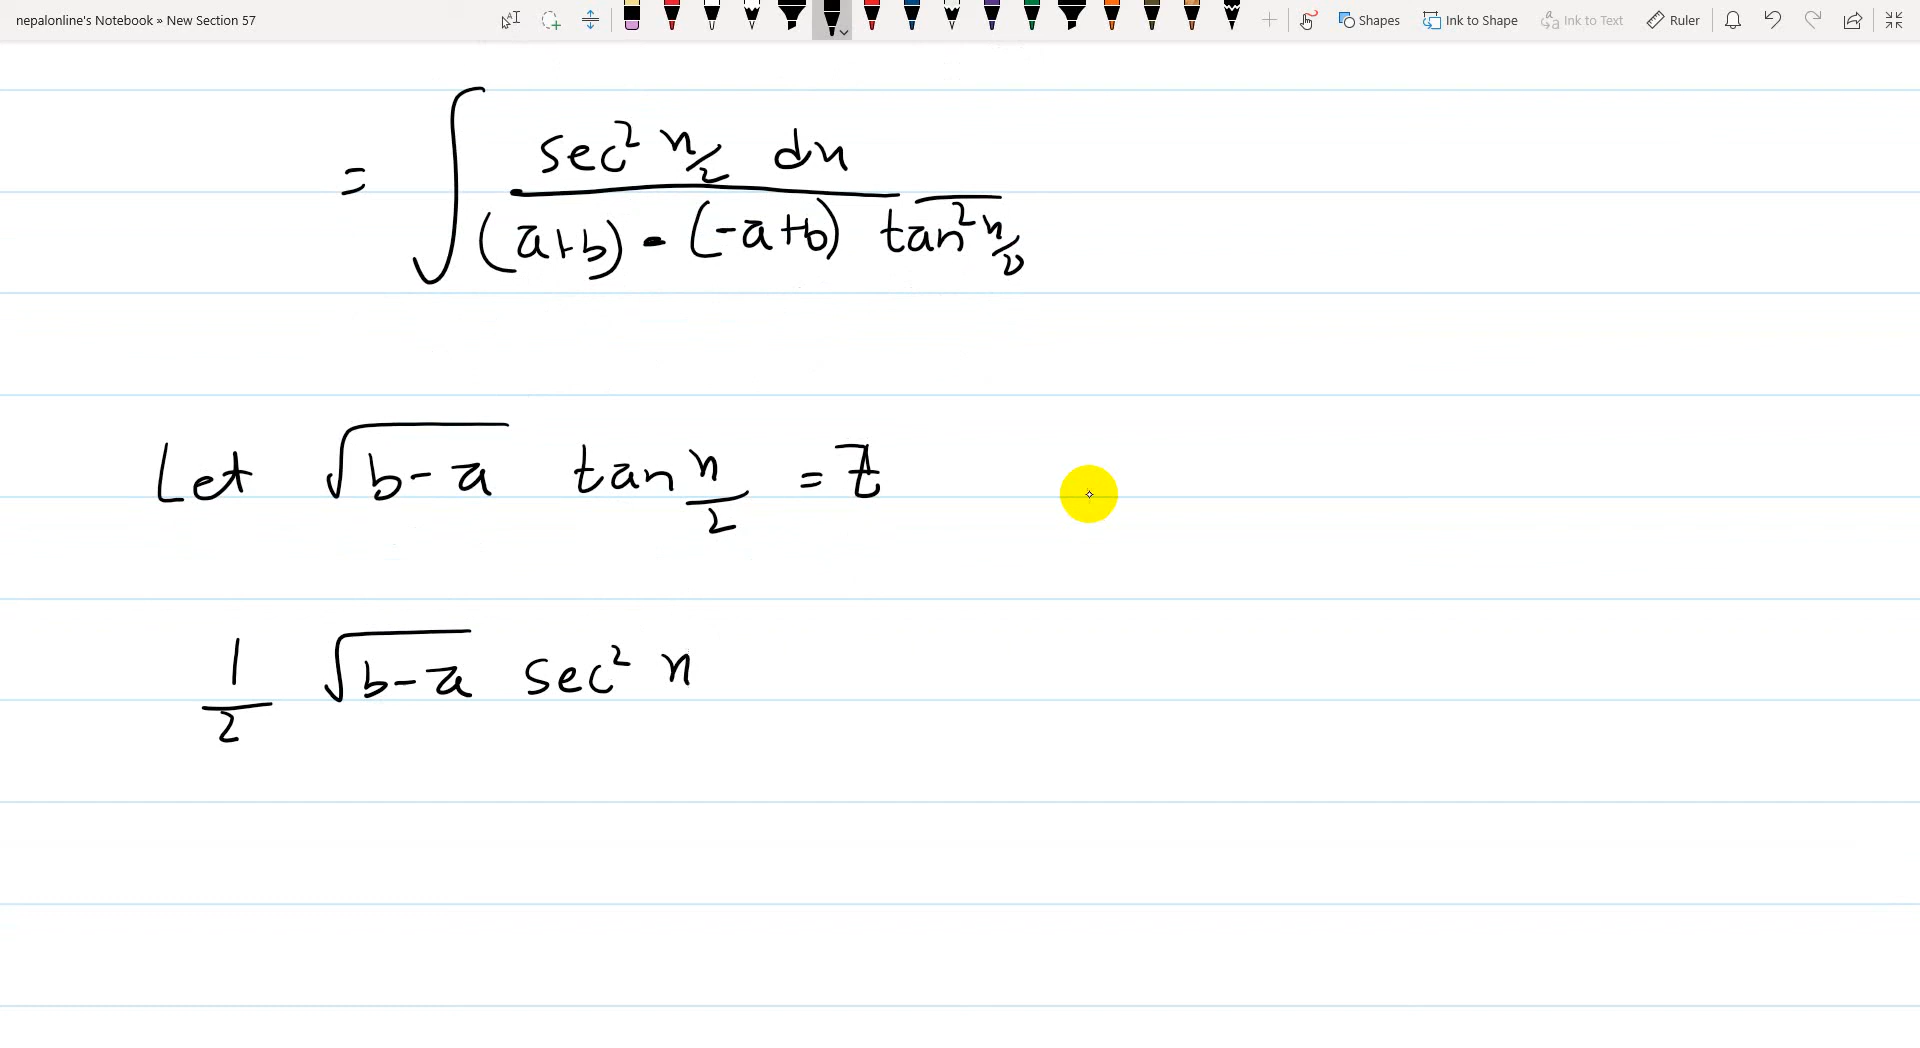 nepalonline's Notebook » New Section 57 Shapes Ink to Shape Ink to Text Ruler
= ∫ sec² x/2 dx
(a+b) - (-a+b) tan² x/2
Let √b-a tan x/2 = z
1/2 √b-a sec² x